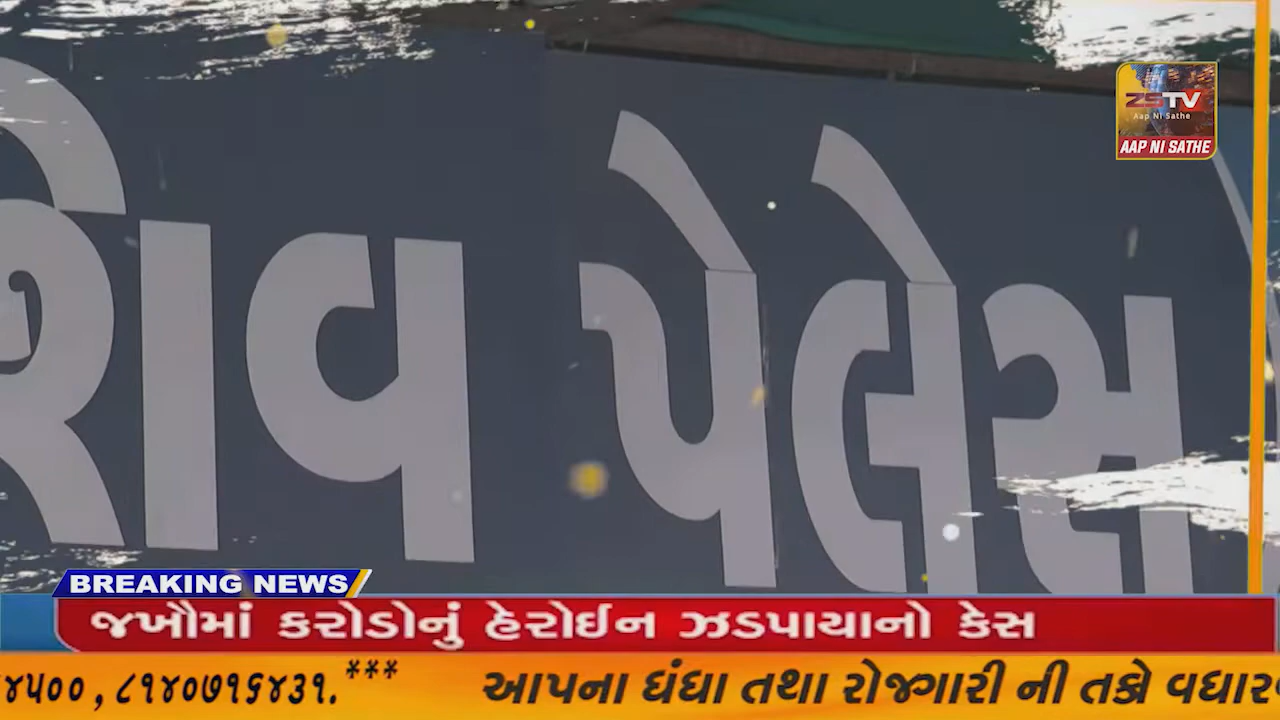 શિવ પેલેસ
ZSTV
Aap Ni Sathe
AAP NI SATHE
BREAKING NEWS
જખૌમાં કરોડોનું હેરોઈન ઝડપાયાનો કેસ
૪૫૦૦,૮૧૪૦૭૧૬૪૩૧.*** આપના ધંધા તથા રોજગારી ની તકો